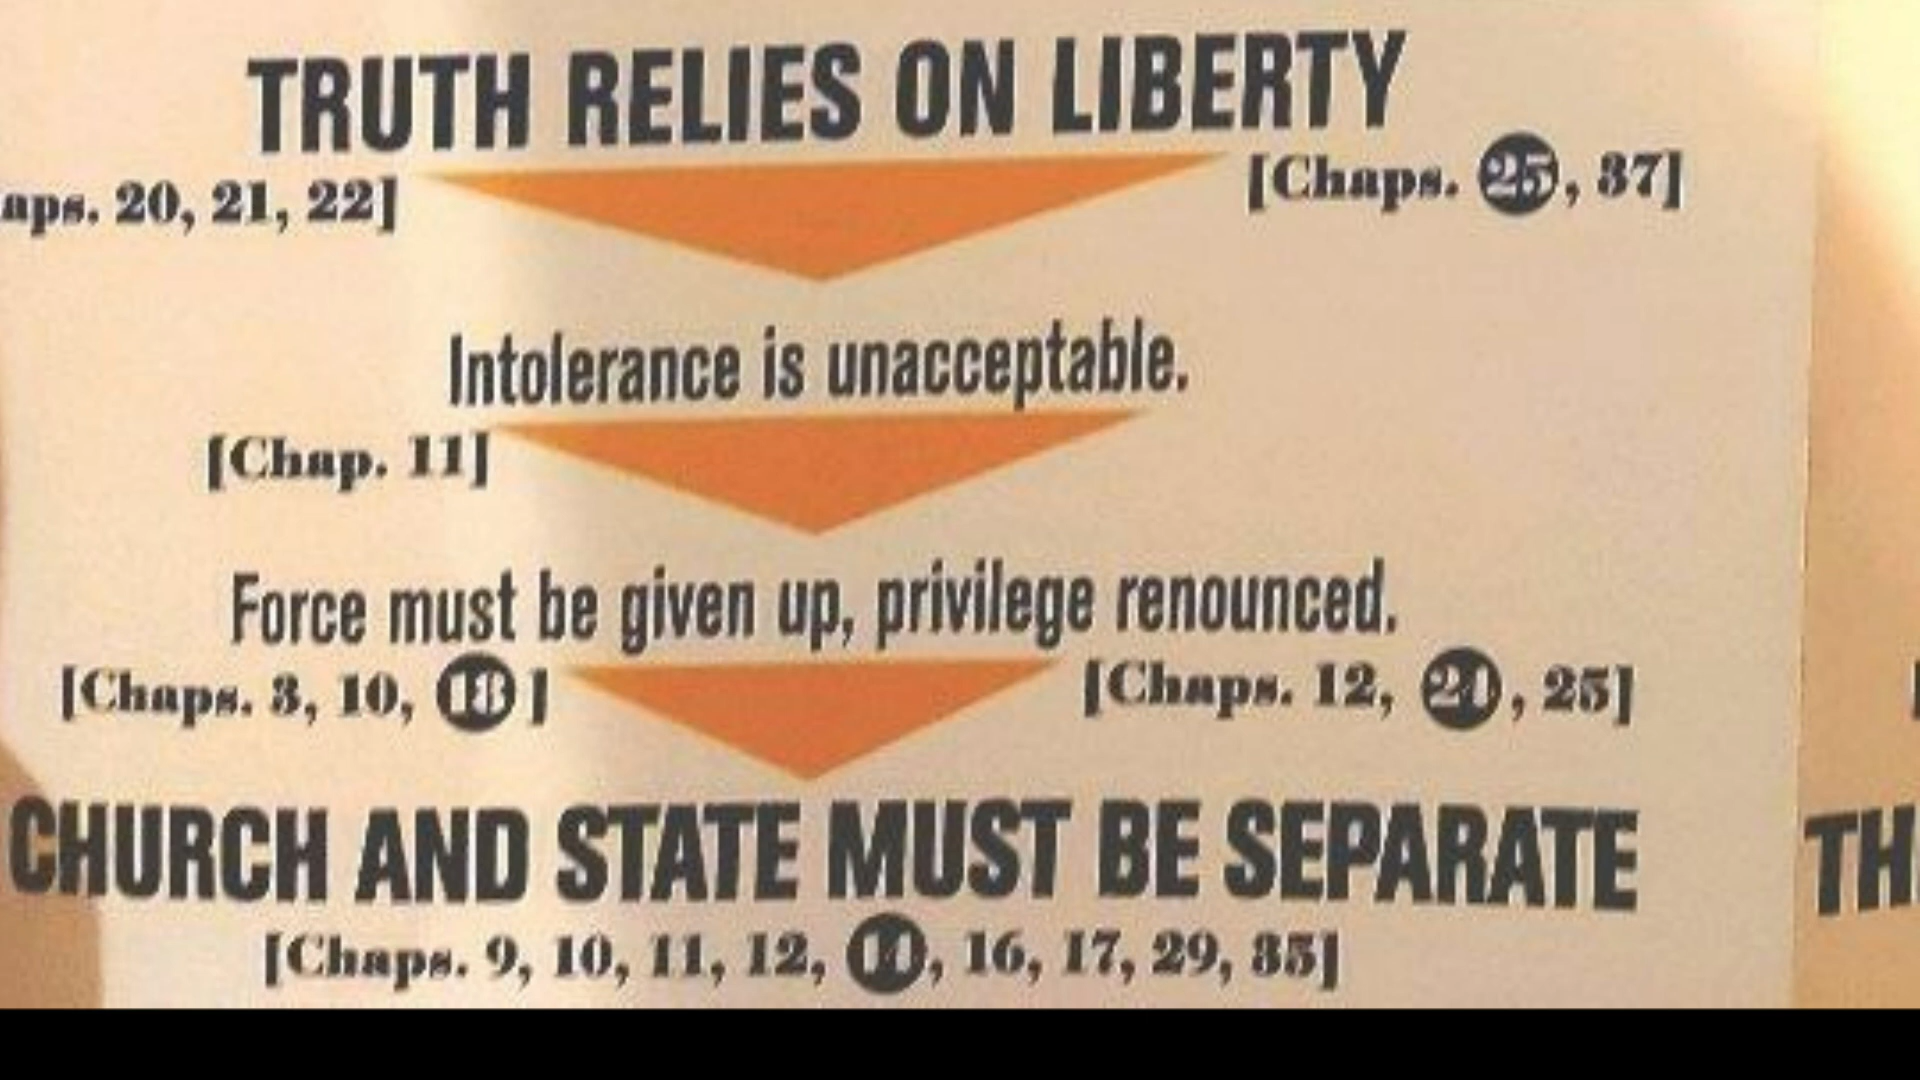 TRUTH RELIES ON LIBERTY
aps. 20, 21, 22]
[Chaps. 25, 37]
Intolerance is unacceptable.
[Chap. 11]
Force must be given up, privilege renounced.
[Chaps. 3, 10, ]
[Chaps. 12, , 25]
CHURCH AND STATE MUST BE SEPARATE
[Chaps. 9, 10, 11, 12, , 16, 17, 29, 35]
TH